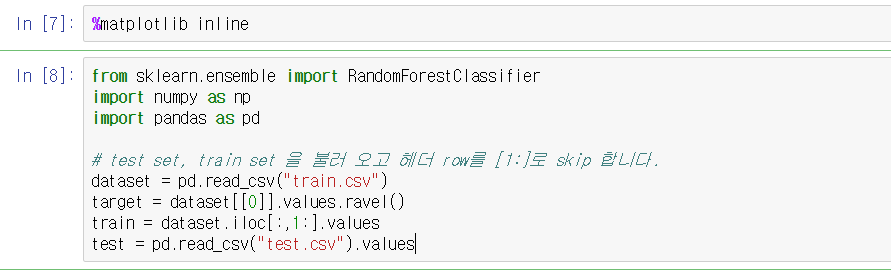 In [7]: %matplotlib inline
In [8]: from sklearn.ensemble import RandomForestClassifier
import numpy as np
import pandas as pd
# test set, train set 을 불러 오고 헤더 row를 [1:]로 skip 합니다.
dataset = pd.read_csv("train.csv")
target = dataset[[0]].values.ravel()
train = dataset.iloc[:,1:].values
test = pd.read_csv("test.csv").values